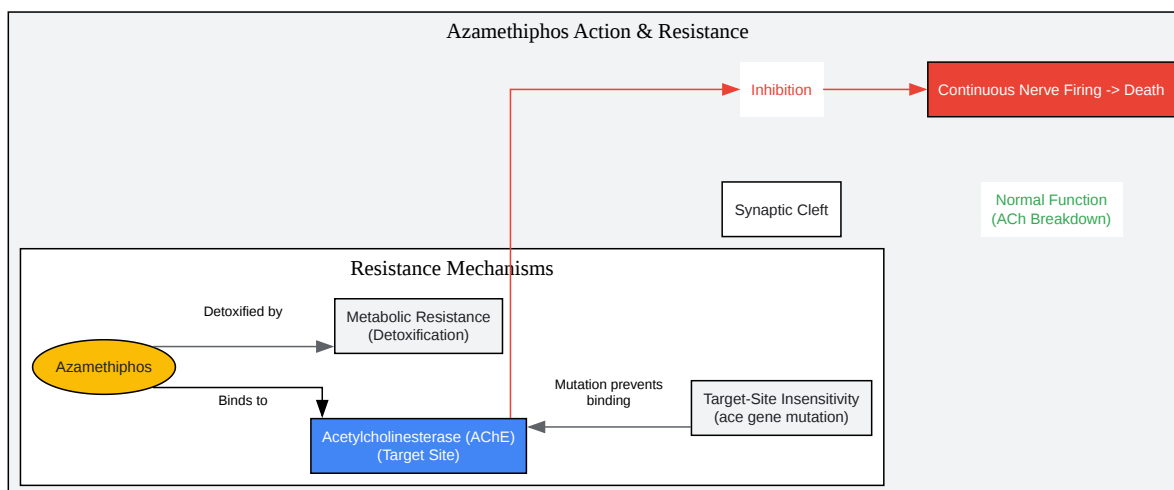 Azamethiphos Action & Resistance
Inhibition
Continuous Nerve Firing -> Death
Synaptic Cleft
Normal Function
(ACh Breakdown)
Resistance Mechanisms
Detoxified by
Metabolic Resistance
(Detoxification)
Azamethiphos
Binds to
Mutation prevents
binding
Target-Site Insensitivity
(ace gene mutation)
Acetylcholinesterase (AChE)
(Target Site)